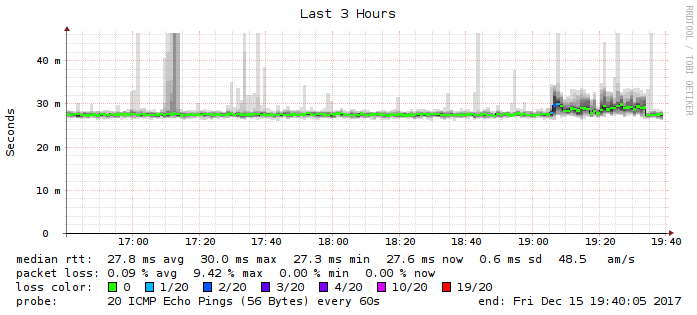 Last 3 Hours
RRDTOOL / TOBI OETIKER
Seconds
40 m
30 m
20 m
10 m
0
17:00 17:20 17:40 18:00 18:20 18:40 19:00 19:20 19:40
median rtt: 27.8 ms avg 30.0 ms max 27.3 ms min 27.6 ms now 0.6 ms sd 48.5 am/s
packet loss: 0.09 % avg 9.42 % max 0.00 % min 0.00 % now
loss color: 0 1/20 2/20 3/20 4/20 10/20 19/20
probe: 20 ICMP Echo Pings (56 Bytes) every 60s end: Fri Dec 15 19:40:05 2017